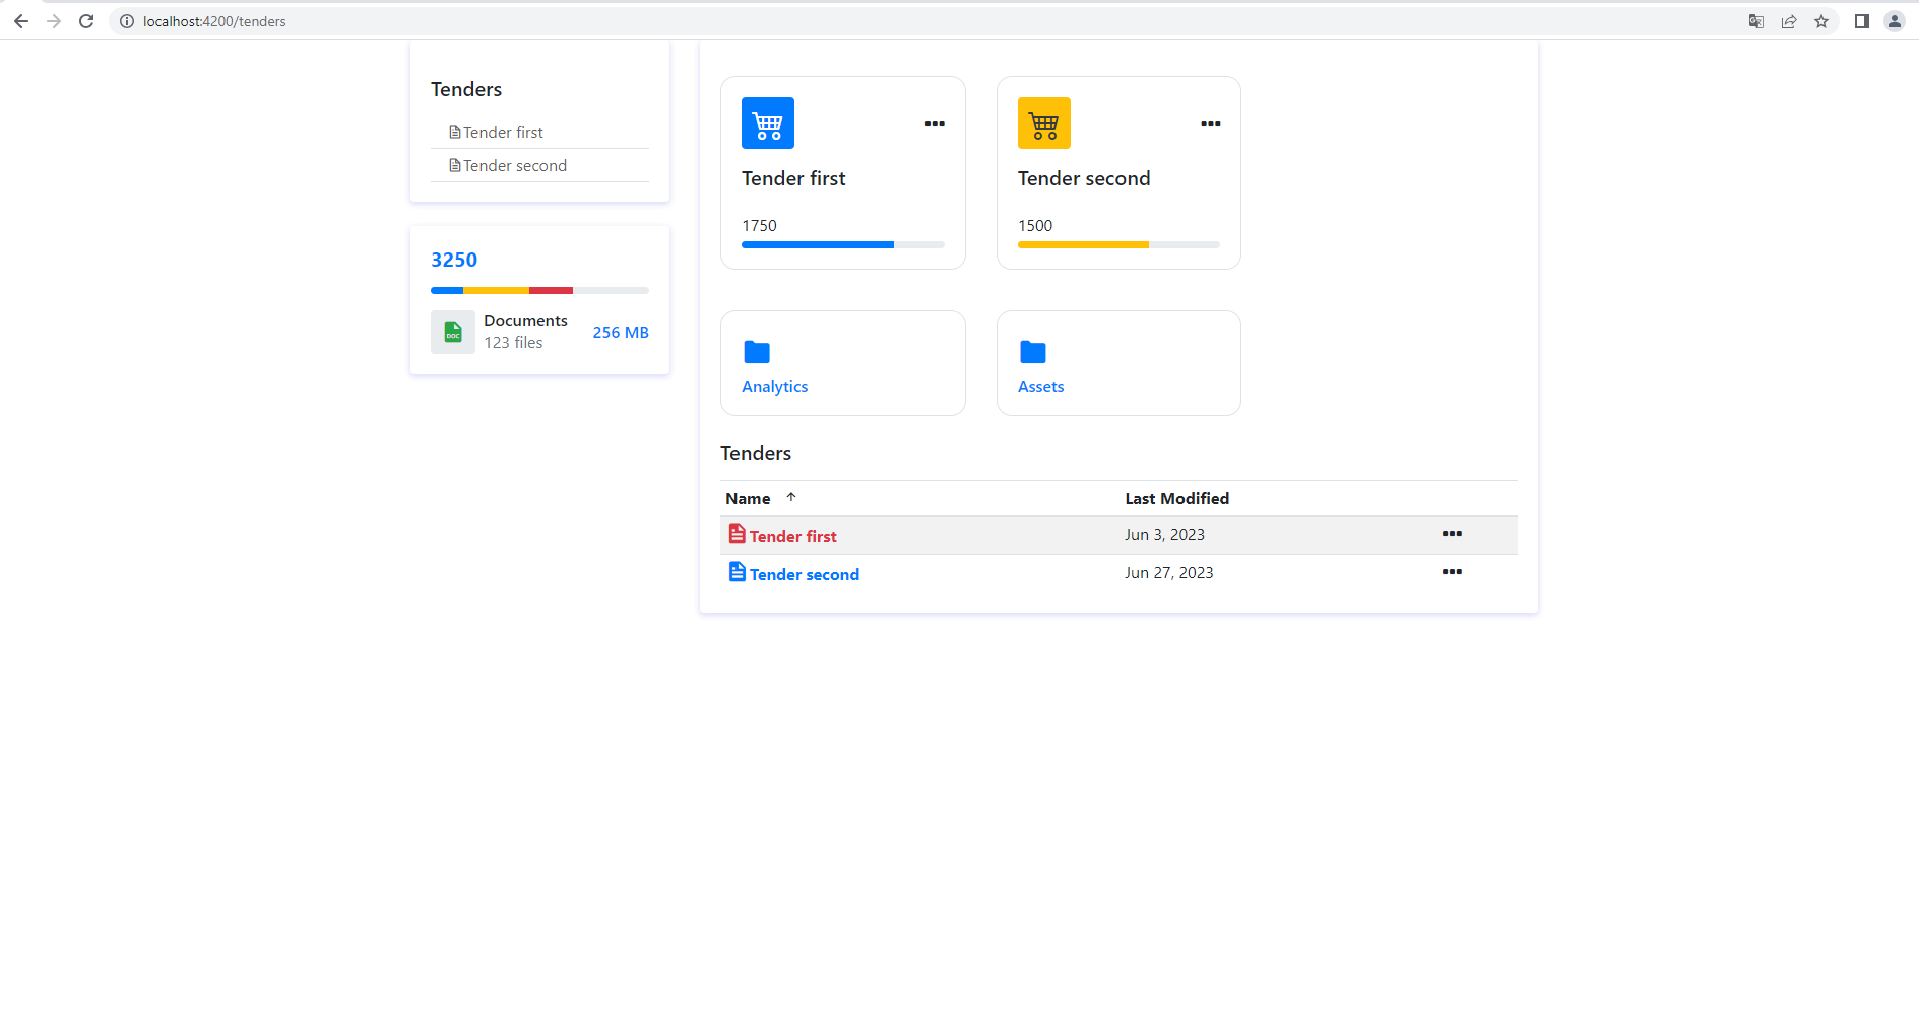 localhost:4200/tenders
Tenders
Tender first
Tender second
3250
DOC
Documents
123 files
256 MB
Tender first
1750
Tender second
1500
Analytics
Assets
Tenders
Name Last Modified
Tender first Jun 3, 2023
Tender second Jun 27, 2023